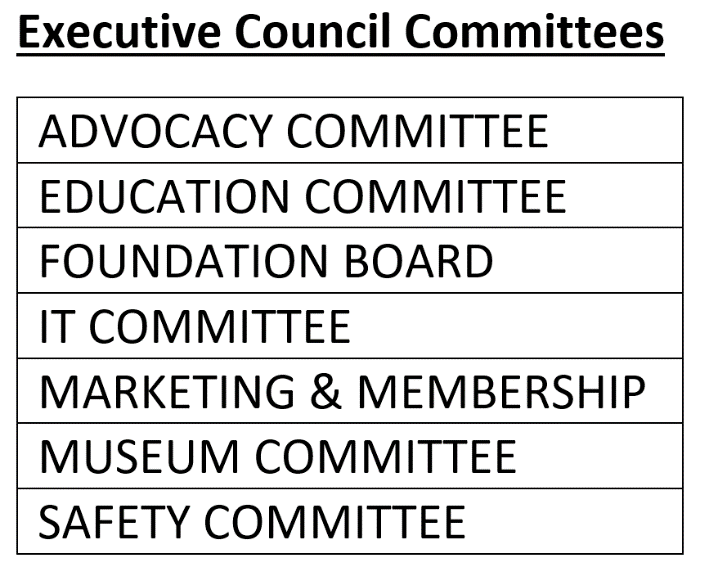 Executive Council Committees
ADVOCACY COMMITTEE
EDUCATION COMMITTEE
FOUNDATION BOARD
IT COMMITTEE
MARKETING & MEMBERSHIP
MUSEUM COMMITTEE
SAFETY COMMITTEE